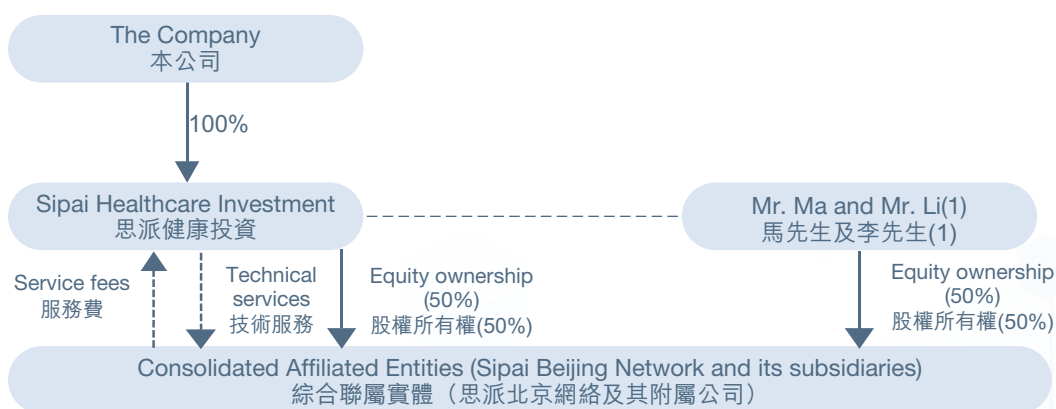 The Company
本公司
100%
Sipai Healthcare Investment
思派健康投資
Mr. Ma and Mr. Li(1)
馬先生及李先生(1)
Service fees
服務費
Technical
services
技術服務
Equity ownership
(50%)
股權所有權(50%)
Equity ownership
(50%)
股權所有權(50%)
Consolidated Affiliated Entities (Sipai Beijing Network and its subsidiaries)
綜合聯屬實體（思派北京網絡及其附屬公司）